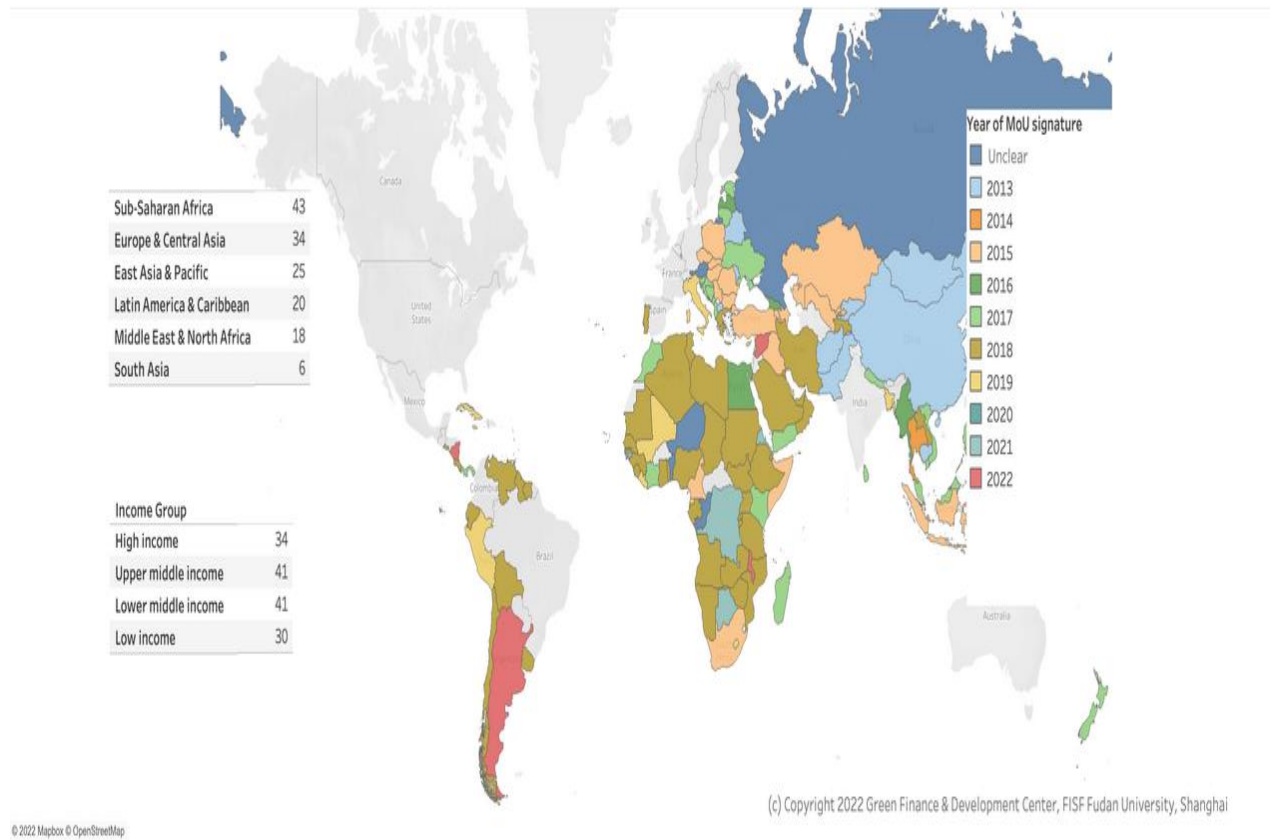 Canada
United
States
Mexico
Colombia
Brazil
France
Spain
India
Australia
Sub-Saharan Africa 43
Europe & Central Asia 34
East Asia & Pacific 25
Latin America & Caribbean 20
Middle East & North Africa 18
South Asia 6
Income Group
High income 34
Upper middle income 41
Lower middle income 41
Low income 30
Year of MoU signature
Unclear
2013
2014
2015
2016
2017
2018
2019
2020
2021
2022
(c) Copyright 2022 Green Finance & Development Center, FISF Fudan University, Shanghai
© 2022 Mapbox © OpenStreetMap